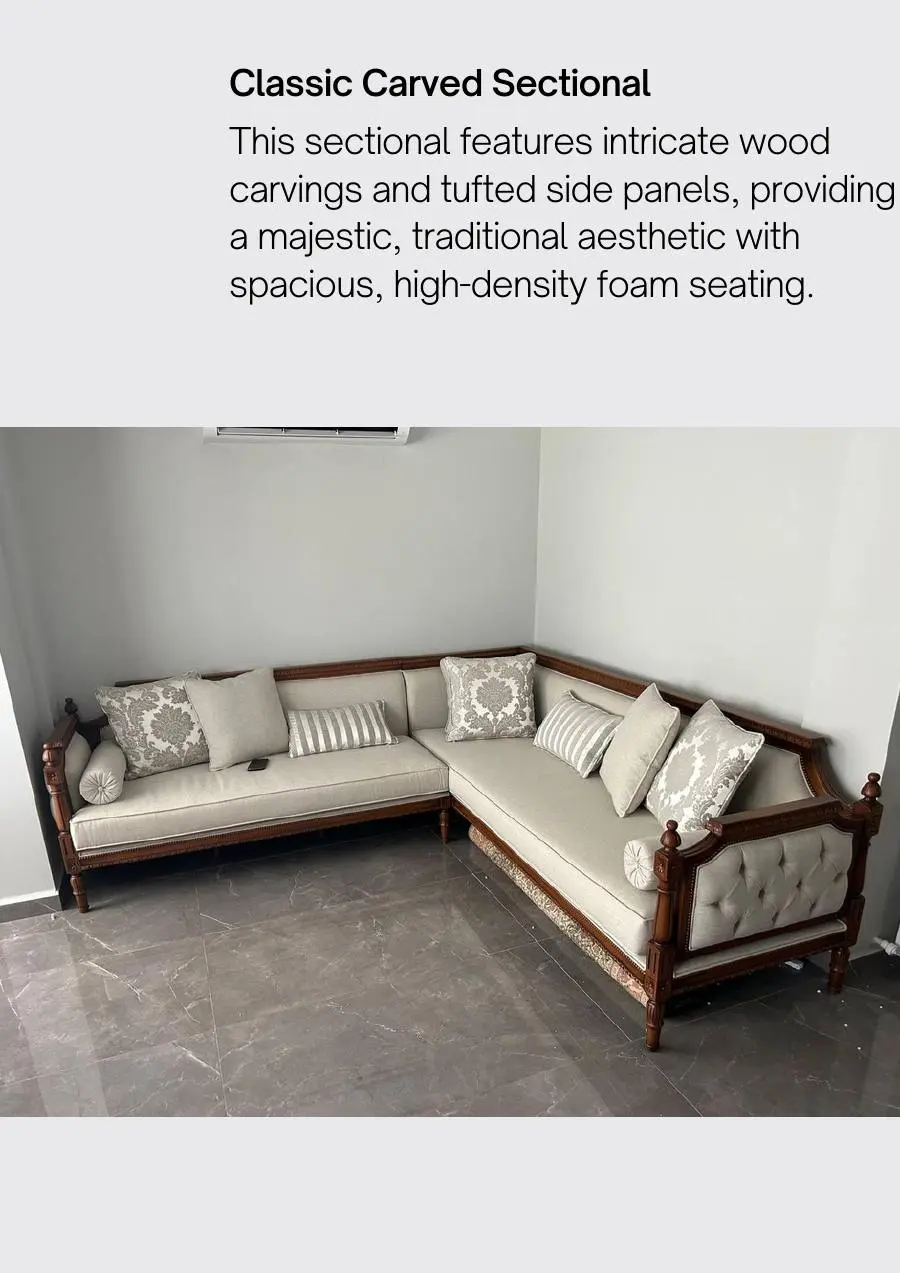 Classic Carved Sectional
This sectional features intricate wood
carvings and tufted side panels, providing
a majestic, traditional aesthetic with
spacious, high-density foam seating.